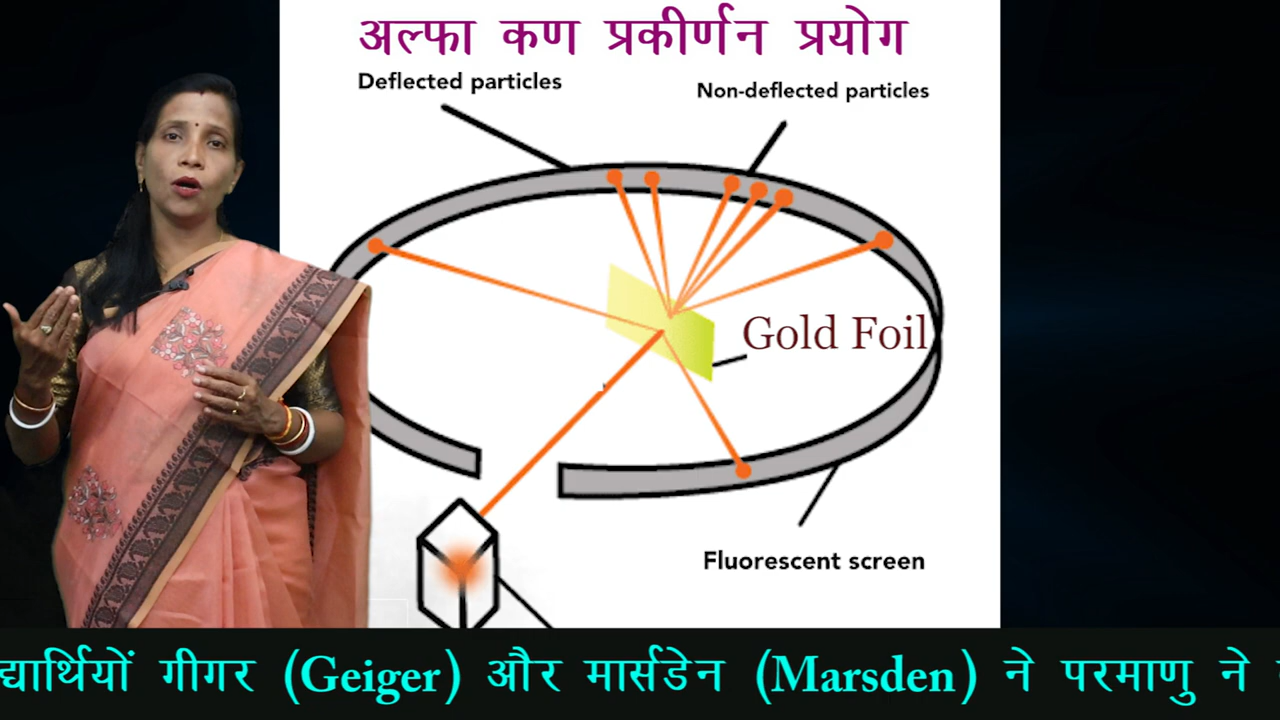 अल्फा कण प्रकीर्णन प्रयोग
Deflected particles
Non-deflected particles
Gold Foil
Fluorescent screen
गीगर (Geiger) और मार्सडेन (Marsden) ने परमाणु ने